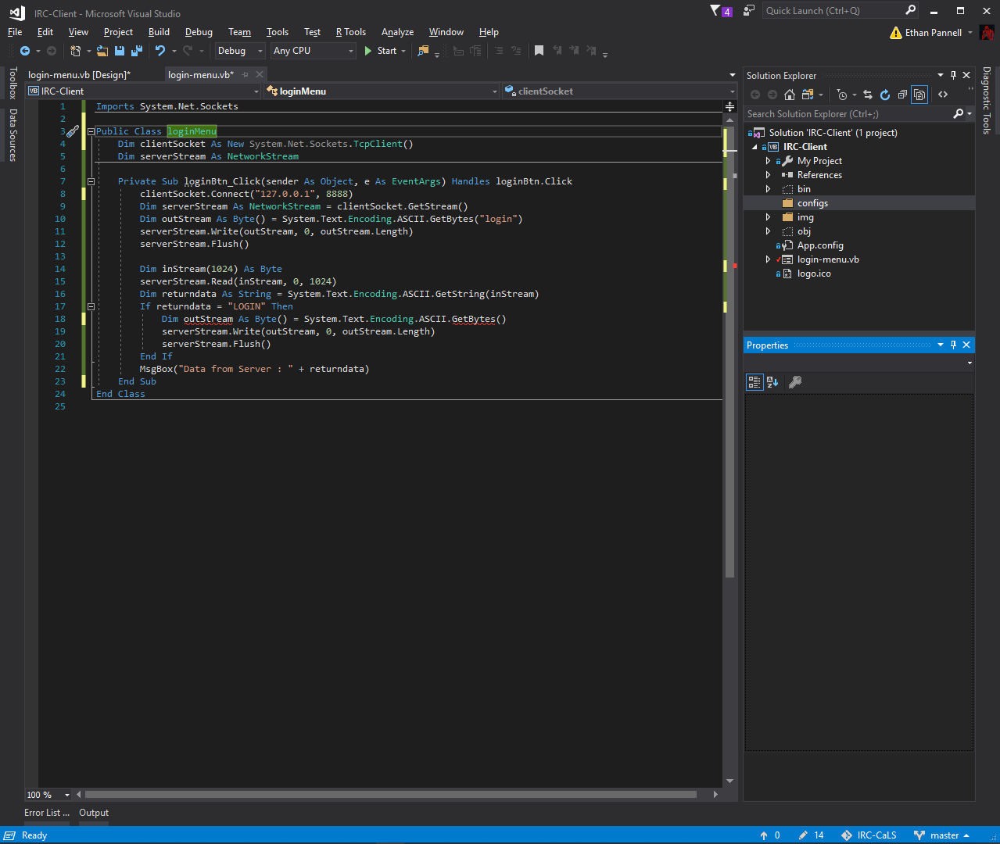 IRC-Client - Microsoft Visual Studio
4
Quick Launch (Ctrl+Q)
File Edit View Project Build Debug Team Tools Test R Tools Analyze Window Help
Ethan Pannell
Debug Any CPU Start
login-menu.vb [Design]* login-menu.vb*
IRC-Client loginMenu clientSocket
Toolbox
Data Sources
1 Imports System.Net.Sockets
2
3 Public Class loginMenu
4 Dim clientSocket As New System.Net.Sockets.TcpClient()
5 Dim serverStream As NetworkStream
6
7 Private Sub loginBtn_Click(sender As Object, e As EventArgs) Handles loginBtn.Click
8 clientSocket.Connect("127.0.0.1", 8888)
9 Dim serverStream As NetworkStream = clientSocket.GetStream()
10 Dim outStream As Byte() = System.Text.Encoding.ASCII.GetBytes("login")
11 serverStream.Write(outStream, 0, outStream.Length)
12 serverStream.Flush()
13
14 Dim inStream(1024) As Byte
15 serverStream.Read(inStream, 0, 1024)
16 Dim returndata As String = System.Text.Encoding.ASCII.GetString(inStream)
17 If returndata = "LOGIN" Then
18 Dim outStream As Byte() = System.Text.Encoding.ASCII.GetBytes()
19 serverStream.Write(outStream, 0, outStream.Length)
20 serverStream.Flush()
21 End If
22 MsgBox("Data from Server : " + returndata)
23 End Sub
24 End Class
25
100 %
Solution Explorer
Search Solution Explorer (Ctrl+;)
Solution 'IRC-Client' (1 project)
VB IRC-Client
My Project
References
bin
configs
img
obj
App.config
login-menu.vb
logo.ico
Properties
Diagnostic Tools
Error List ... Output
Ready 0 14 IRC-CaLS master